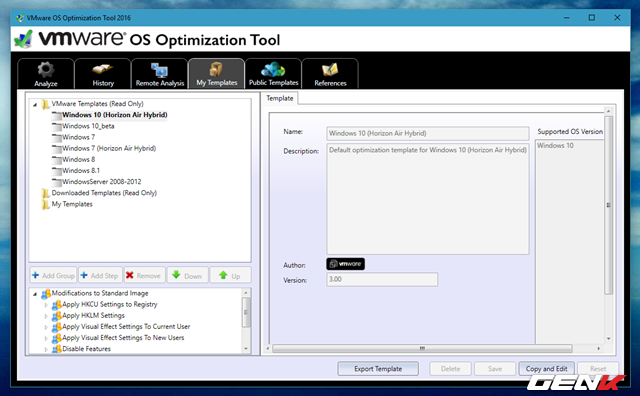 VMware OS Optimization Tool 2016
vmware® OS Optimization Tool
Analyze
History
Remote Analysis
My Templates
Public Templates
References
VMware Templates (Read Only)
Windows 10 (Horizon Air Hybrid)
Windows 10_beta
Windows 7
Windows 7 (Horizon Air Hybrid)
Windows 8
Windows 8.1
WindowsServer 2008-2012
Downloaded Templates (Read Only)
My Templates
Add Group
Add Step
Remove
Down
Up
Modifications to Standard Image
Apply HKCU Settings to Registry
Apply HKLM Settings
Apply Visual Effect Settings To Current User
Apply Visual Effect Settings To New Users
Disable Features
Template
Name:
Windows 10 (Horizon Air Hybrid)
Description:
Default optimization template for Windows 10 (Horizon Air Hybrid)
Supported OS Version
Windows 10
Author:
vmware
Version:
3.00
Export Template
Delete
Save
Copy and Edit
Reset
GENK